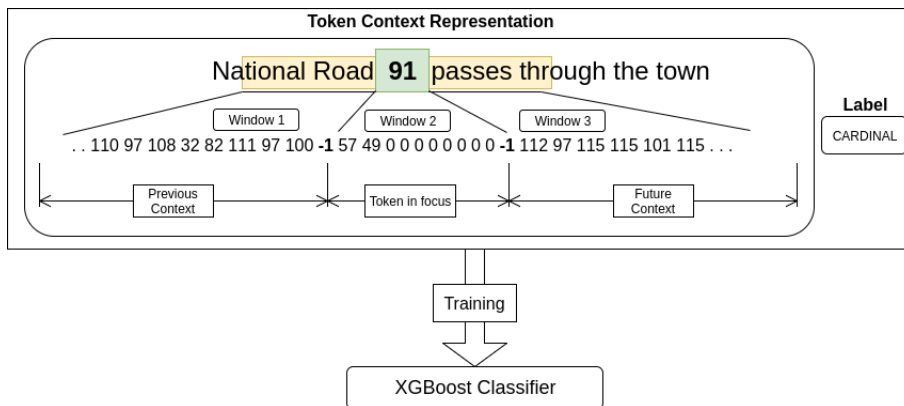 Token Context Representation
National Road 91 passes through the town
Window 1
Window 2
Window 3
. . 110 97 108 32 82 111 97 100 -1 57 49 0 0 0 0 0 0 0 0 -1 112 97 115 115 101 115 . . .
Previous
Context
Token in focus
Future
Context
Label
CARDINAL
Training
XGBoost Classifier